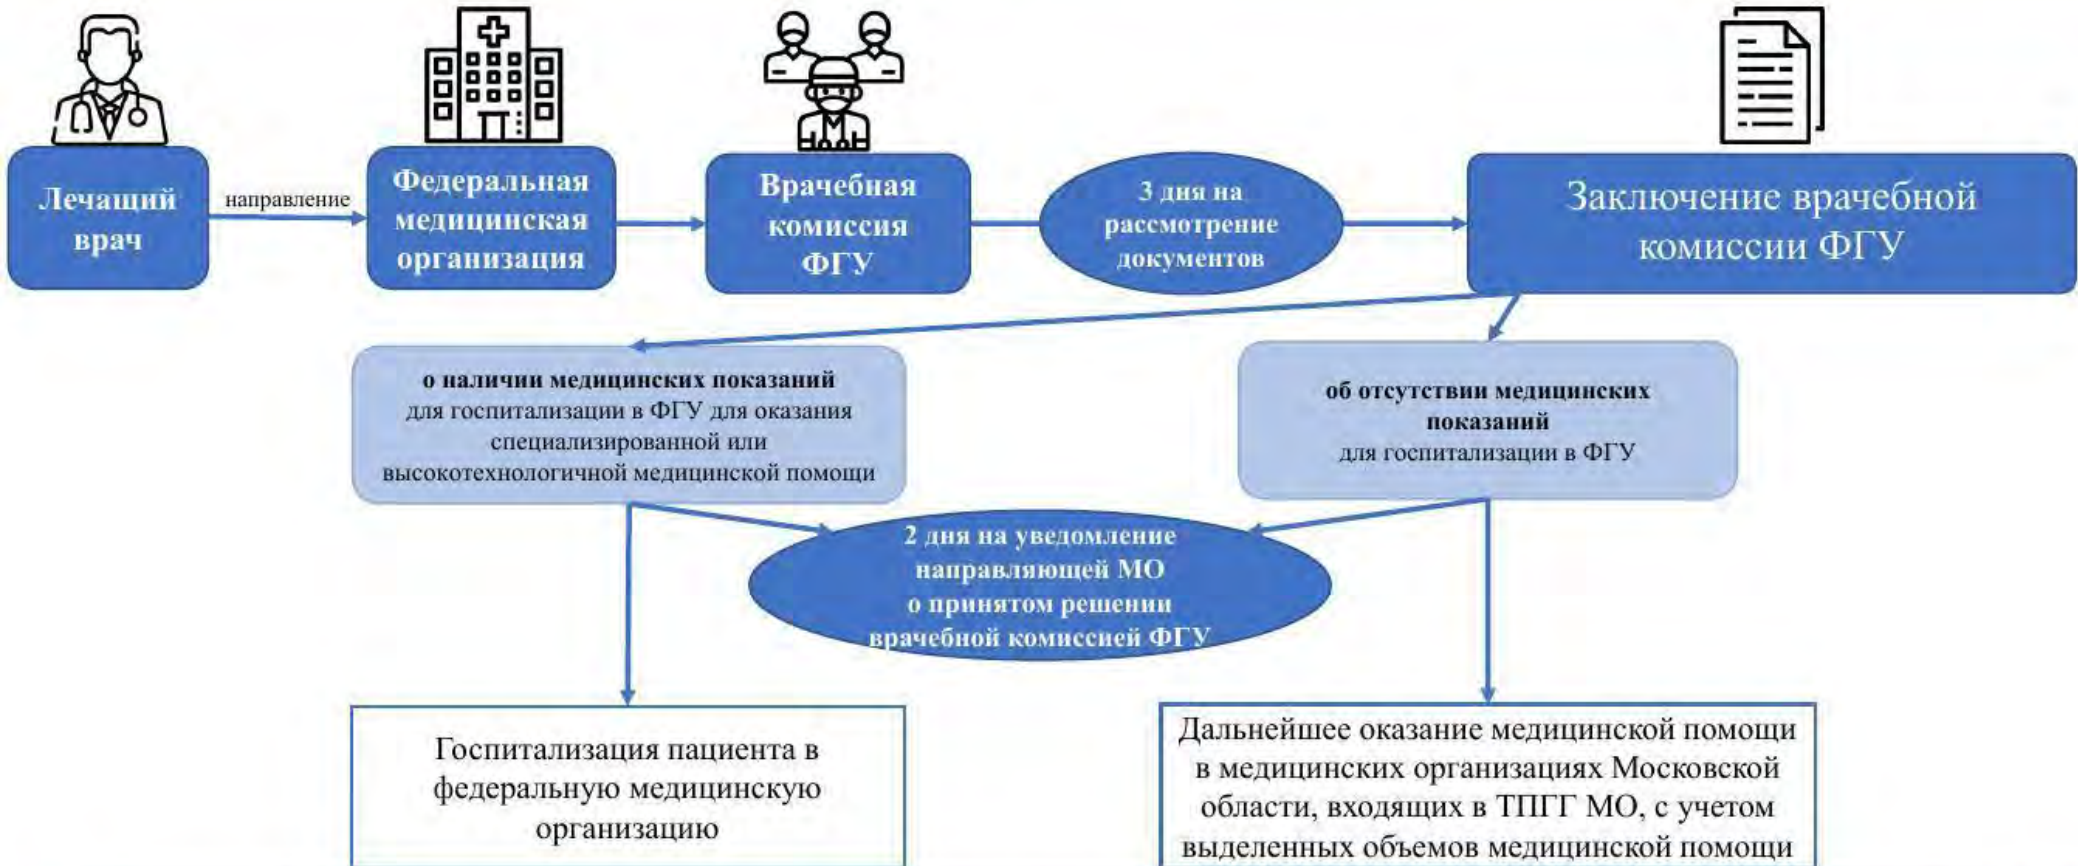 Лечащий
врач
направление
Федеральная
медицинская
организация
Врачебная
комиссия
ФГУ
3 дня на
рассмотрение
документов
Заключение врачебной
комиссии ФГУ
о наличии медицинских показаний
для госпитализации в ФГУ для оказания
специализированной или
высокотехнологичной медицинской помощи
об отсутствии медицинских
показаний
для госпитализации в ФГУ
2 дня на уведомление
направляющей МО
о принятом решении
врачебной комиссией ФГУ
Госпитализация пациента в
федеральную медицинскую
организацию
Дальнейшее оказание медицинской помощи
в медицинских организациях Московской
области, входящих в ТПГГ МО, с учетом
выделенных объемов медицинской помощи